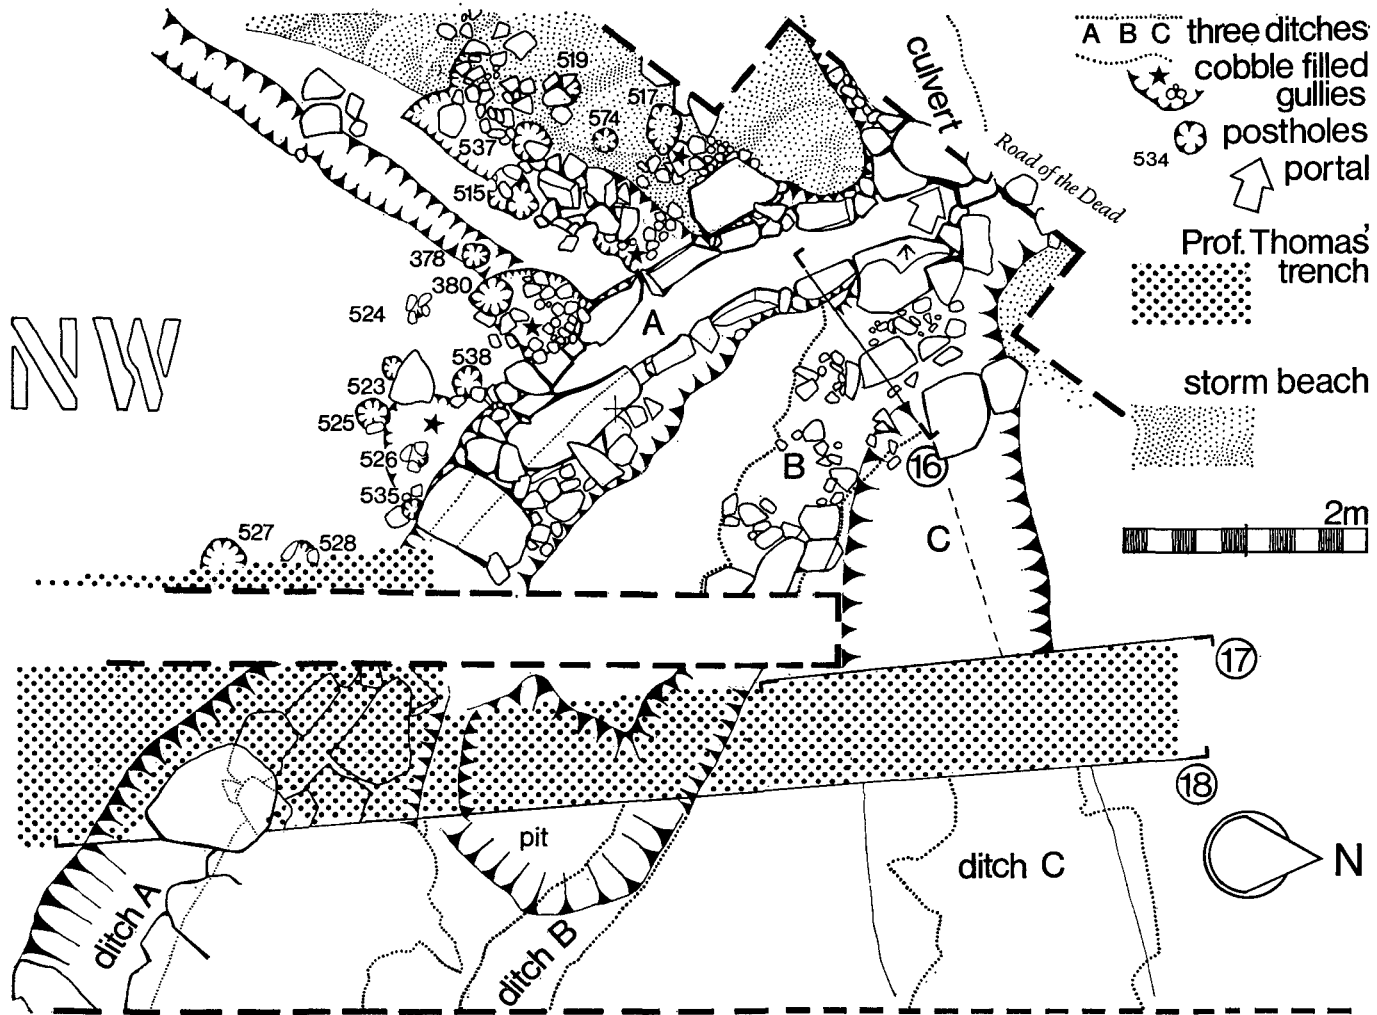 A B C three ditches
cobble filled
gullies
postholes
534
portal
Prof. Thomas'
trench
storm beach
2m
culvert
Road of the Dead
519
517
574
537
515
378
380
524
538
523
525
526
535
527
528
NW
A
B
C
16
17
18
pit
ditch A
ditch B
ditch C
N